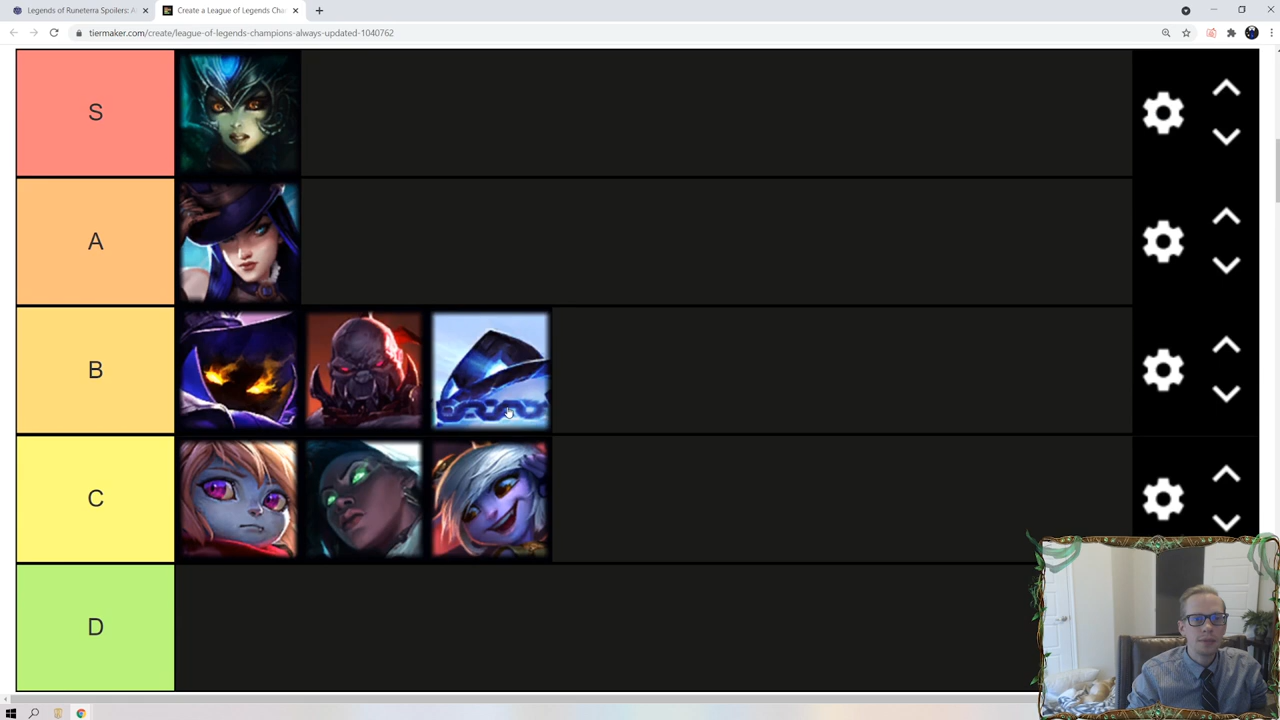 Legends of Runeterra Spoilers: A
Create a League of Legends Cha
tiermaker.com/create/league-of-legends-champions-always-updated-1040762
S
A
B
C
D